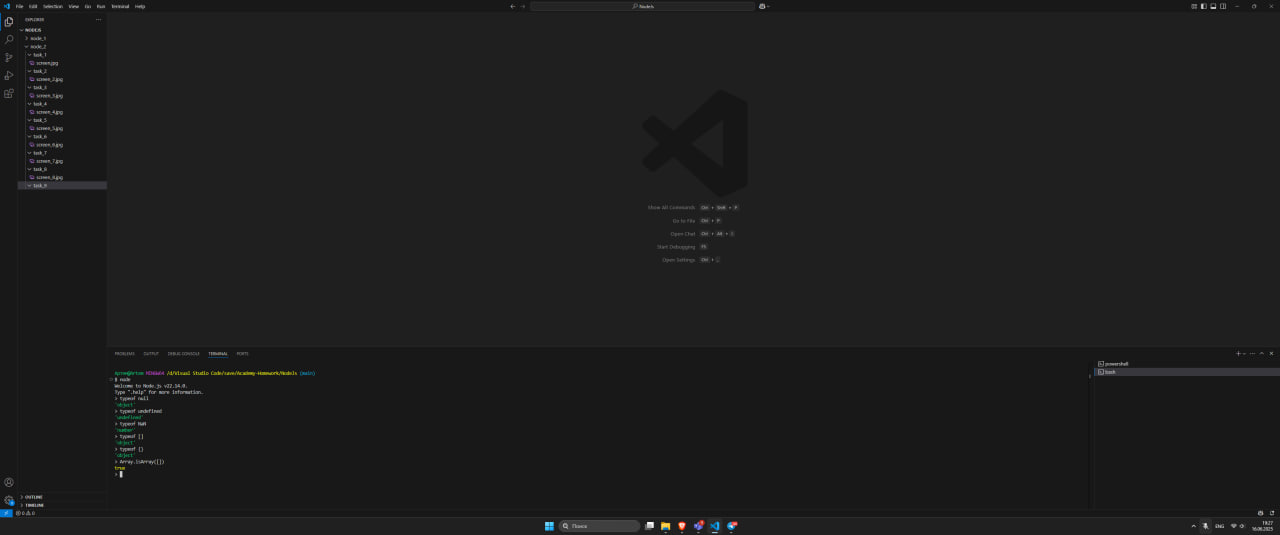 File Edit Selection View Go Run Terminal Help
NodeJs
EXPLORER
NODEJS
node_1
node_2
task_1
screen.jpg
task_2
screen_2.jpg
task_3
screen_3.jpg
task_4
screen_4.jpg
task_5
screen_5.jpg
task_6
screen_6.jpg
task_7
screen_7.jpg
task_8
screen_8.jpg
task_9
OUTLINE
TIMELINE
Show All Commands Ctrl + Shift + P
Go to File Ctrl + P
Open Chat Ctrl + Alt + I
Start Debugging F5
Open Settings Ctrl + ,
PROBLEMS OUTPUT DEBUG CONSOLE TERMINAL PORTS
MINGW64 /d/Visual Studio Code/save/Academy-Homework/NodeJs (main)
$ node
Welcome to Node.js v22.14.0.
Type ".help" for more information.
> typeof null
'object'
> typeof undefined
'undefined'
> typeof NaN
'number'
> typeof []
'object'
> typeof {}
'object'
> Array.isArray([])
true
>
powershell
bash
0 0
Поиск
ENG
19:27
16.06.2025